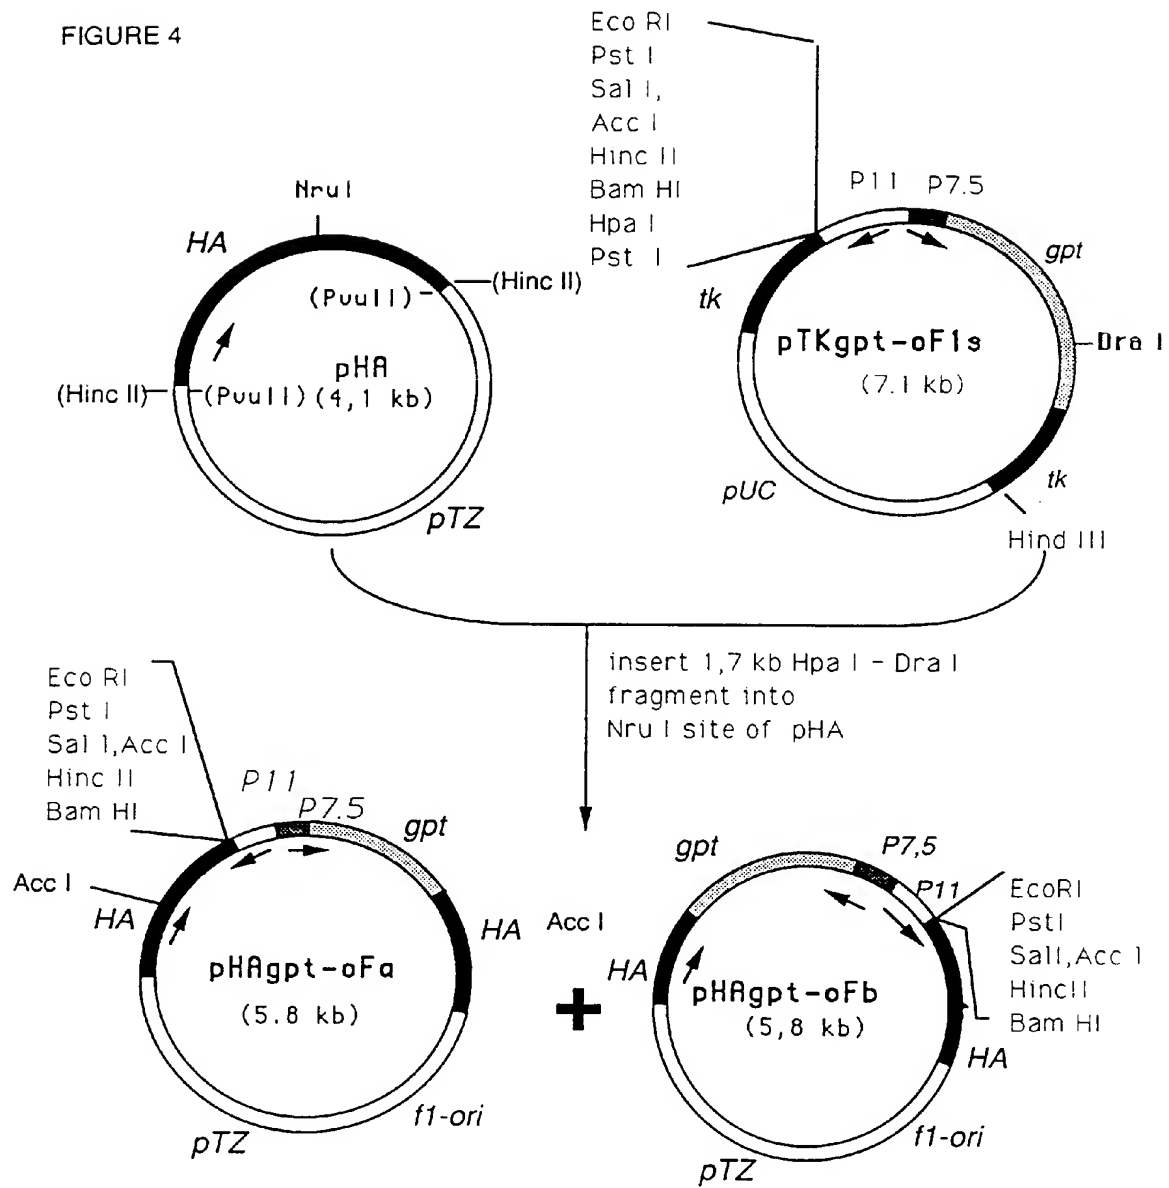 FIGURE 4
Eco RI
Pst I
Sal I,
Acc I
Hinc II
Bam HI
Hpa I
Pst I
NruI
HA
(Hinc II)
(PvuII)
pHA
(Hinc II)
(PvuII) (4,1 kb)
pTZ
P11 P7.5
gpt
tk
pTKgpt-oF1s
(7.1 kb)
Dra I
pUC
tk
Hind III
insert 1,7 kb Hpa I - Dra I
fragment into
Nru I site of pHA
Eco RI
Pst I
Sal I,Acc I
Hinc II
Bam HI
P11
P7.5
gpt
Acc I
HA
HA
pHAgpt-oFa
(5.8 kb)
f1-ori
pTZ
+
gpt
P7,5
P11
Acc I
HA
pHAgpt-oFb
(5,8 kb)
EcoRI
PstI
SalI,Acc I
HincII
Bam HI
HA
f1-ori
pTZ